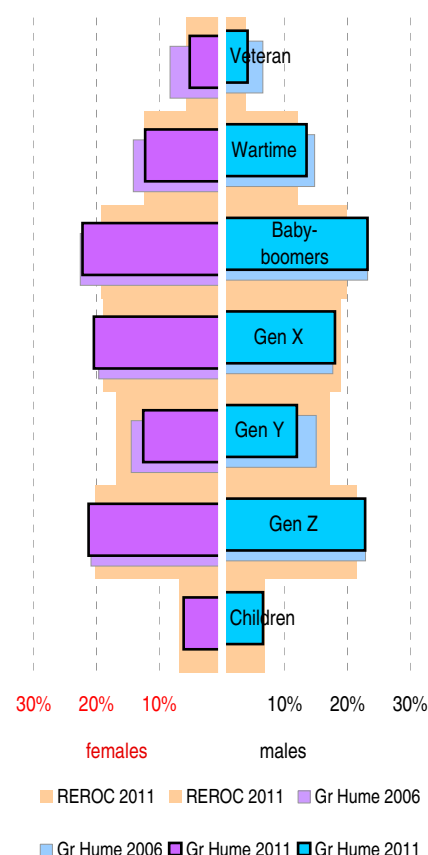 Veteran
Wartime
Baby-
boomers
Gen X
Gen Y
Gen Z
Children
30% 20% 10% 10% 20% 30%
females males
REROC 2011 REROC 2011 Gr Hume 2006
Gr Hume 2006 Gr Hume 2011 Gr Hume 2011